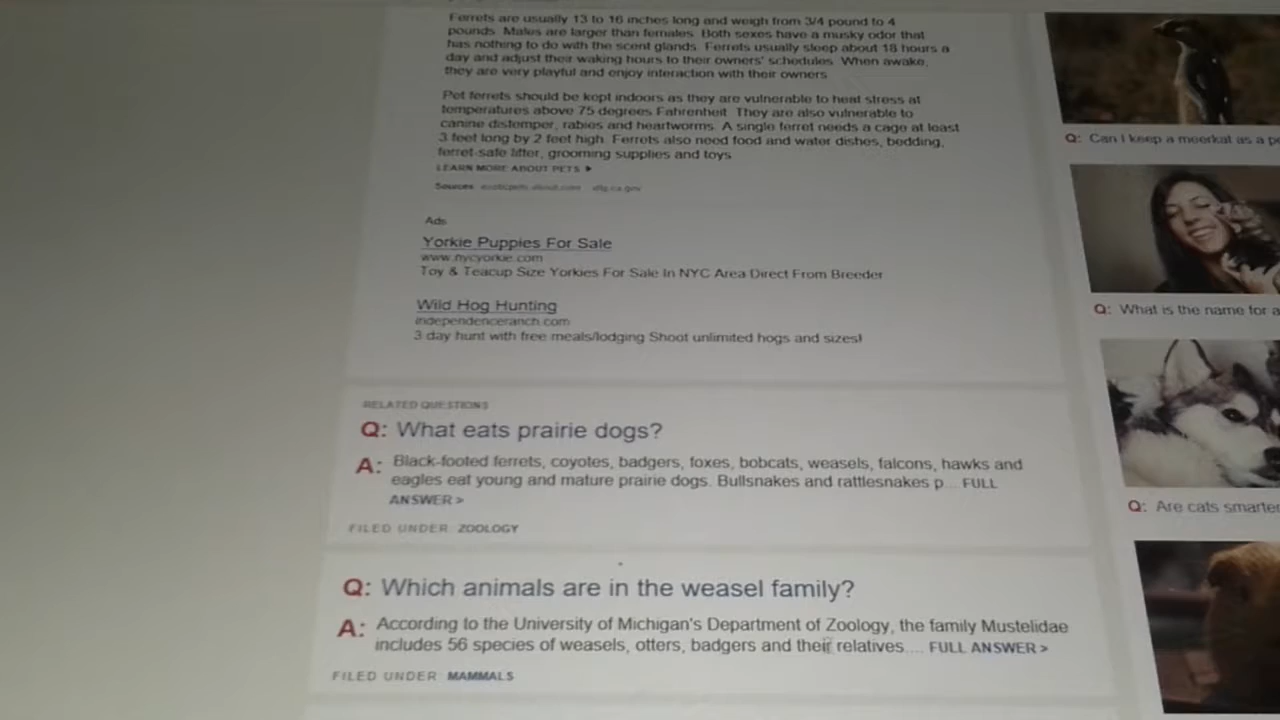 Ferrets are usually 13 to 16 inches long and weigh from 3/4 pound to 4
pounds. Males are larger than females. Both sexes have a musky odor that
has nothing to do with the scent glands. Ferrets usually sleep about 18 hours a
day and adjust their waking hours to their owners' schedules. When awake,
they are very playful and enjoy interaction with their owners.
Pet ferrets should be kept indoors as they are vulnerable to heat stress at
temperatures above 75 degrees Fahrenheit. They are also vulnerable to
canine distemper, rabies and heartworms. A single ferret needs a cage at least
3 feet long by 2 feet high. Ferrets also need food and water dishes, bedding,
ferret-safe litter, grooming supplies and toys.
LEARN MORE ABOUT PETS
Sources: exoticpets.about.com dfg.ca.gov
Ads
Yorkie Puppies For Sale
www.nycyorkie.com
Toy & Teacup Size Yorkies For Sale In NYC Area Direct From Breeder
Wild Hog Hunting
independenceranch.com
3 day hunt with free meals/lodging Shoot unlimited hogs and sizes!
RELATED QUESTIONS
Q: What eats prairie dogs?
A: Black-footed ferrets, coyotes, badgers, foxes, bobcats, weasels, falcons, hawks and
eagles eat young and mature prairie dogs. Bullsnakes and rattlesnakes p... FULL
ANSWER >
FILED UNDER: ZOOLOGY
Q: Which animals are in the weasel family?
A: According to the University of Michigan's Department of Zoology, the family Mustelidae
includes 56 species of weasels, otters, badgers and their relatives.... FULL ANSWER >
FILED UNDER: MAMMALS
Q: Can I keep a meerkat as a p
Q: What is the name for a
Q: Are cats smarter